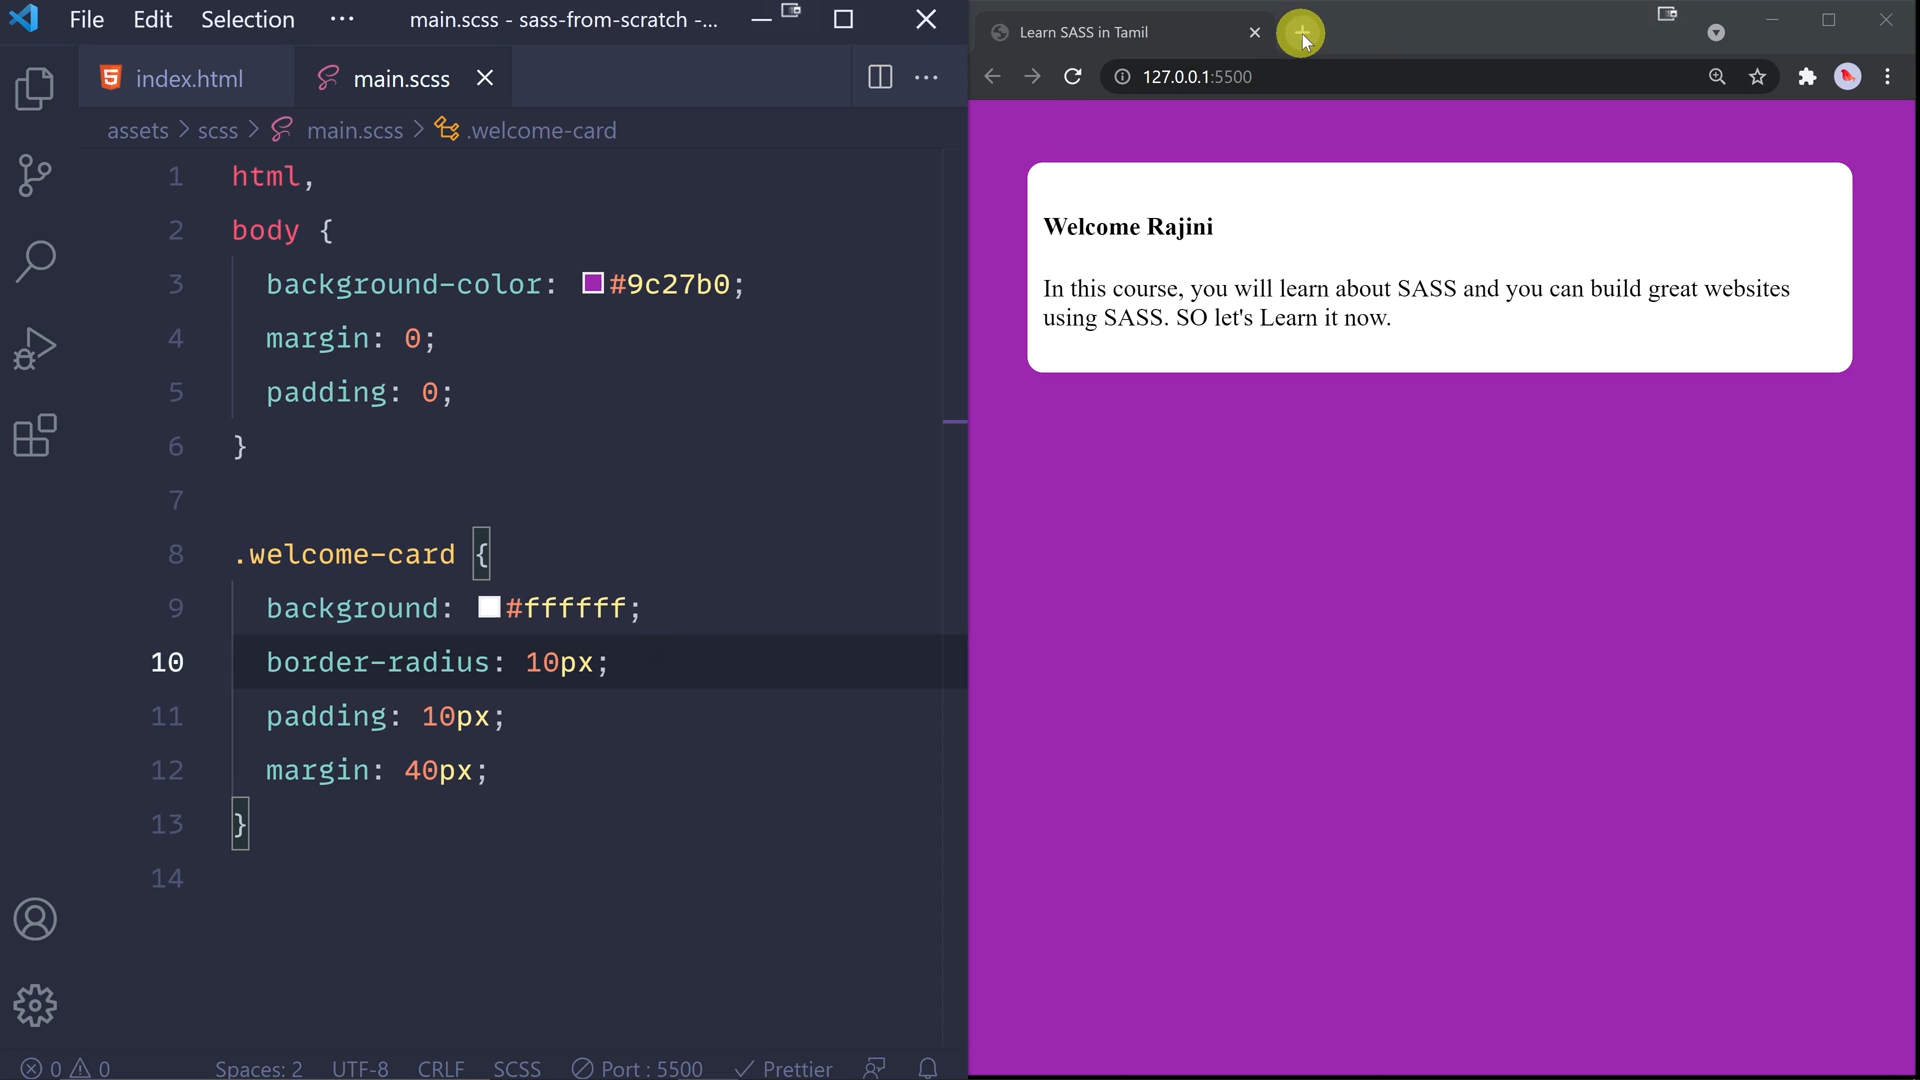 File Edit Selection ··· main.scss - sass-from-scratch -...
index.html main.scss
assets > scss > main.scss > .welcome-card
1 html,
2 body {
3 background-color: #9c27b0;
4 margin: 0;
5 padding: 0;
6 }
7
8 .welcome-card {
9 background: #ffffff;
10 border-radius: 10px;
11 padding: 10px;
12 margin: 40px;
13 }
14
0 0 Spaces: 2 UTF-8 CRLF SCSS Port : 5500 Prettier
Learn SASS in Tamil
127.0.0.1:5500
Welcome Rajini
In this course, you will learn about SASS and you can build great websites
using SASS. SO let's Learn it now.